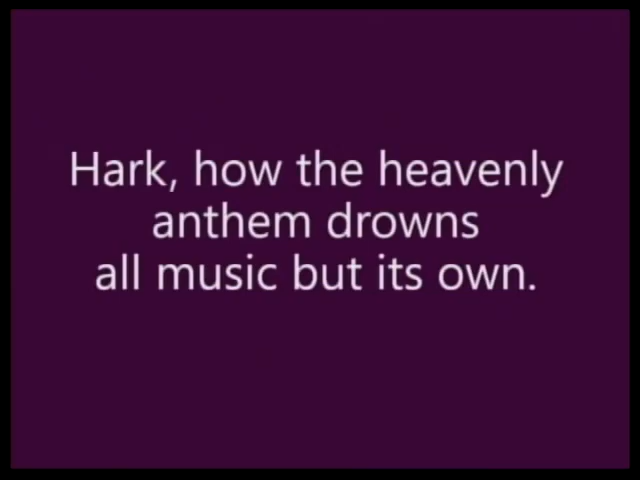 Hark, how the heavenly
anthem drowns
all music but its own.